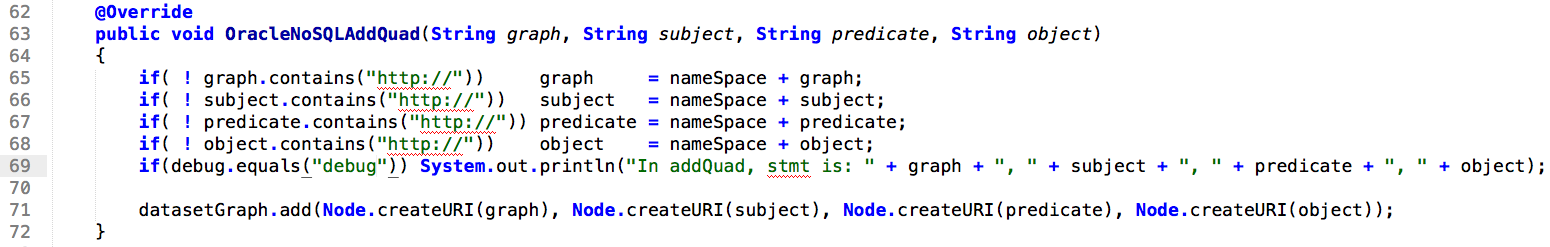 62 @Override
63 public void OracleNoSQLAddQuad(String graph, String subject, String predicate, String object)
64 {
65 if( ! graph.contains("http://")) graph = nameSpace + graph;
66 if( ! subject.contains("http://")) subject = nameSpace + subject;
67 if( ! predicate.contains("http://")) predicate = nameSpace + predicate;
68 if( ! object.contains("http://")) object = nameSpace + object;
69 if(debug.equals("debug")) System.out.println("In addQuad, stmt is: " + graph + ", " + subject + ", " + predicate + ", " + object);
70
71 datasetGraph.add(Node.createURI(graph), Node.createURI(subject), Node.createURI(predicate), Node.createURI(object));
72 }